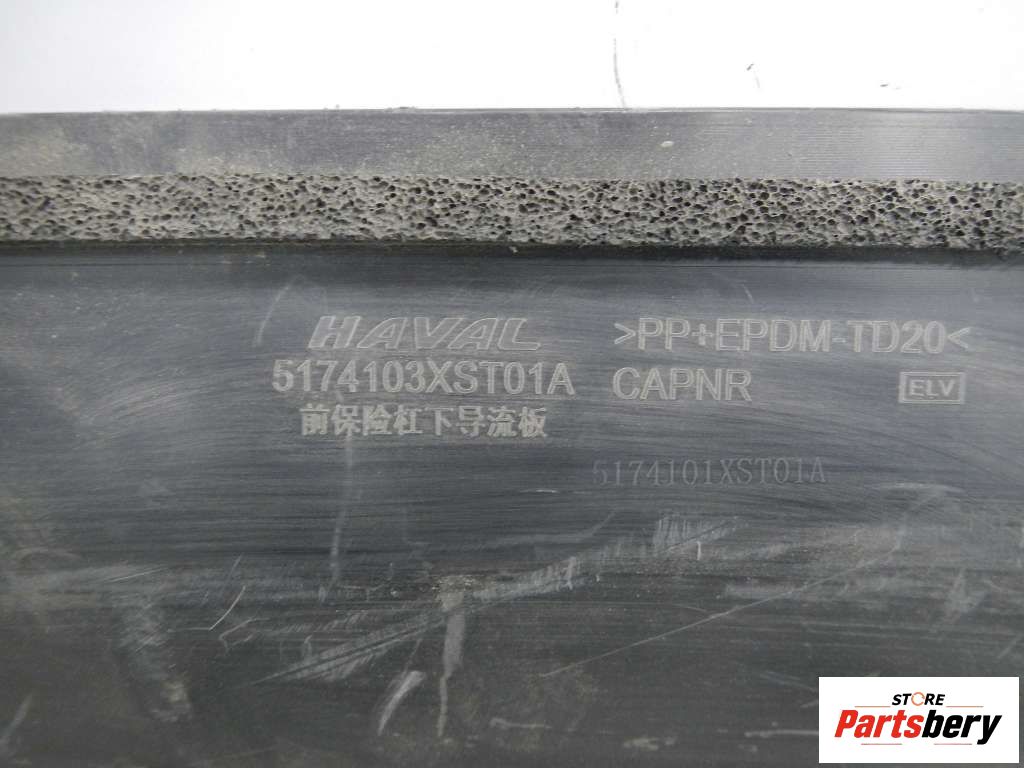 HAVAL >PP+EPDM-TD20<
5174103XST01A CAPNR ELV
前保险杠下导流板
5174101XST01A
STORE
Partsbery